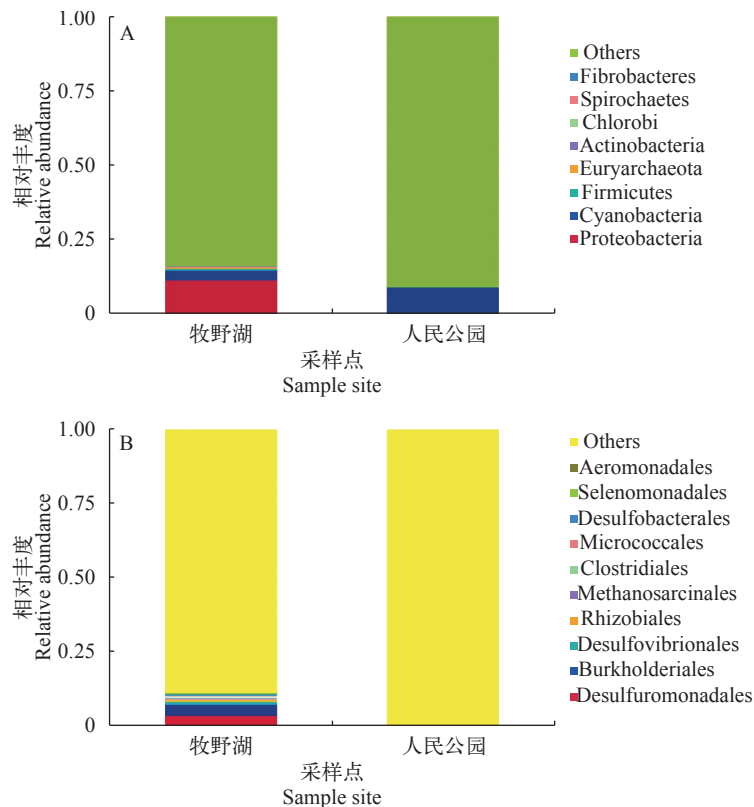 A
1.00
0.75
0.50
0.25
0
相对丰度
Relative abundance
牧野湖
人民公园
采样点
Sample site
Others
Fibrobacteres
Spirochaetes
Chlorobi
Actinobacteria
Euryarchaeota
Firmicutes
Cyanobacteria
Proteobacteria
B
1.00
0.75
0.50
0.25
0
相对丰度
Relative abundance
牧野湖
人民公园
采样点
Sample site
Others
Aeromonadales
Selenomonadales
Desulfobacterales
Micrococcales
Clostridiales
Methanosarcinales
Rhizobiales
Desulfovibrionales
Burkholderiales
Desulfuromonadales